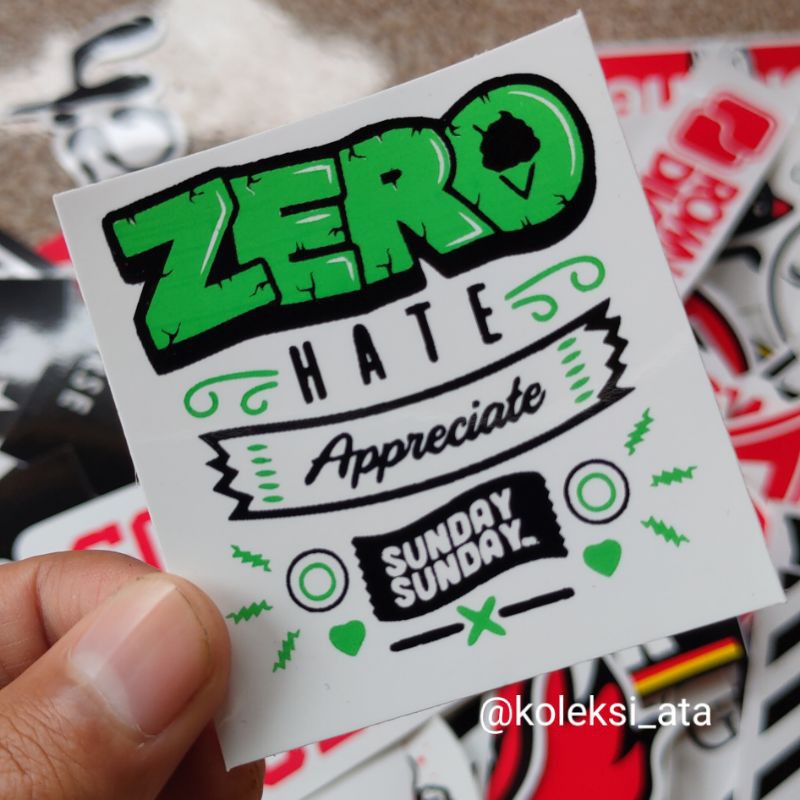 ZERO
HATE
Appreciate
SUNDAY
SUNDAY
@koleksi_ata